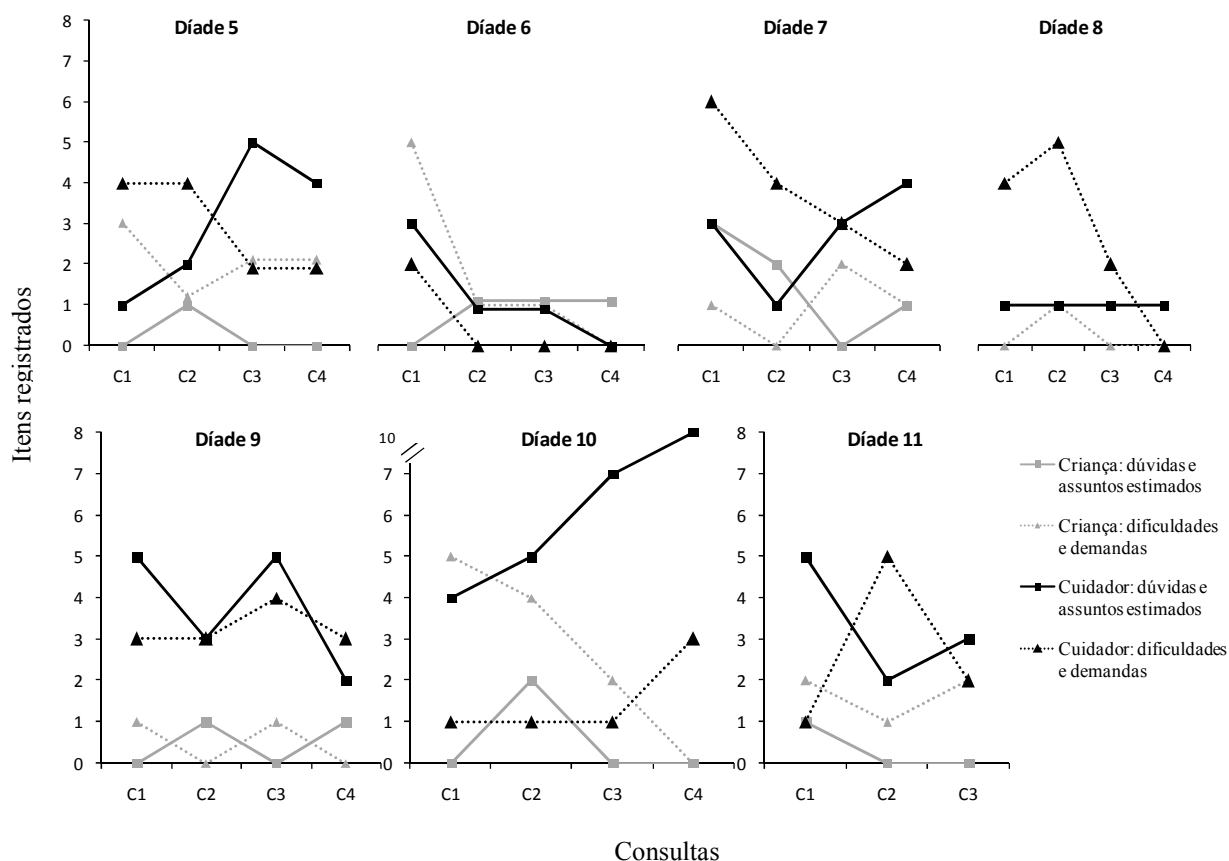 Díade 5
Díade 6
Díade 7
Díade 8
8
7
6
5
4
3
2
1
0
C1 C2 C3 C4
C1 C2 C3 C4
C1 C2 C3 C4
C1 C2 C3 C4
Itens registrados
Díade 9
Díade 10
Díade 11
8
7
6
5
4
3
2
1
0
10
7
6
5
4
3
2
1
0
8
7
6
5
4
3
2
1
0
C1 C2 C3 C4
C1 C2 C3 C4
C1 C2 C3
Criança: dúvidas e
assuntos estimados
Criança: dificuldades
e demandas
Cuidador: dúvidas e
assuntos estimados
Cuidador: dificuldades e
demandas
Consultas